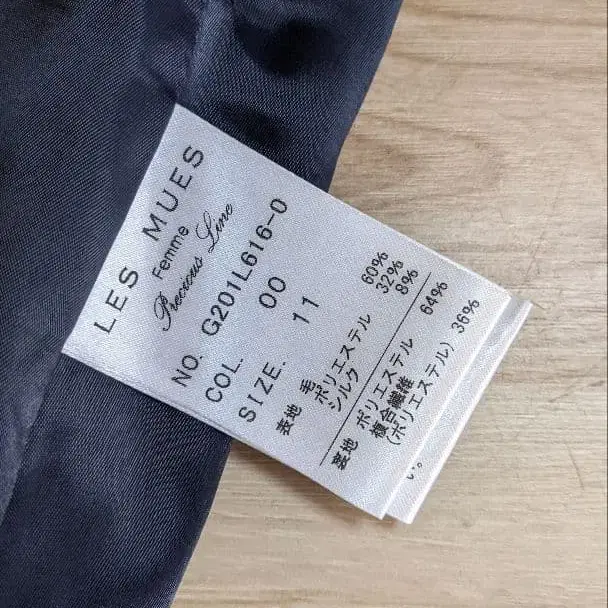 LES MUES
Femme
Precious Line
NO. G201L616-0
COL. 00
SIZE. 11
表地 毛 60%
ポリエステル 32%
シルク 8%
裏地 ポリエステル 64%
複合繊維
(ポリエステル) 36%
い。